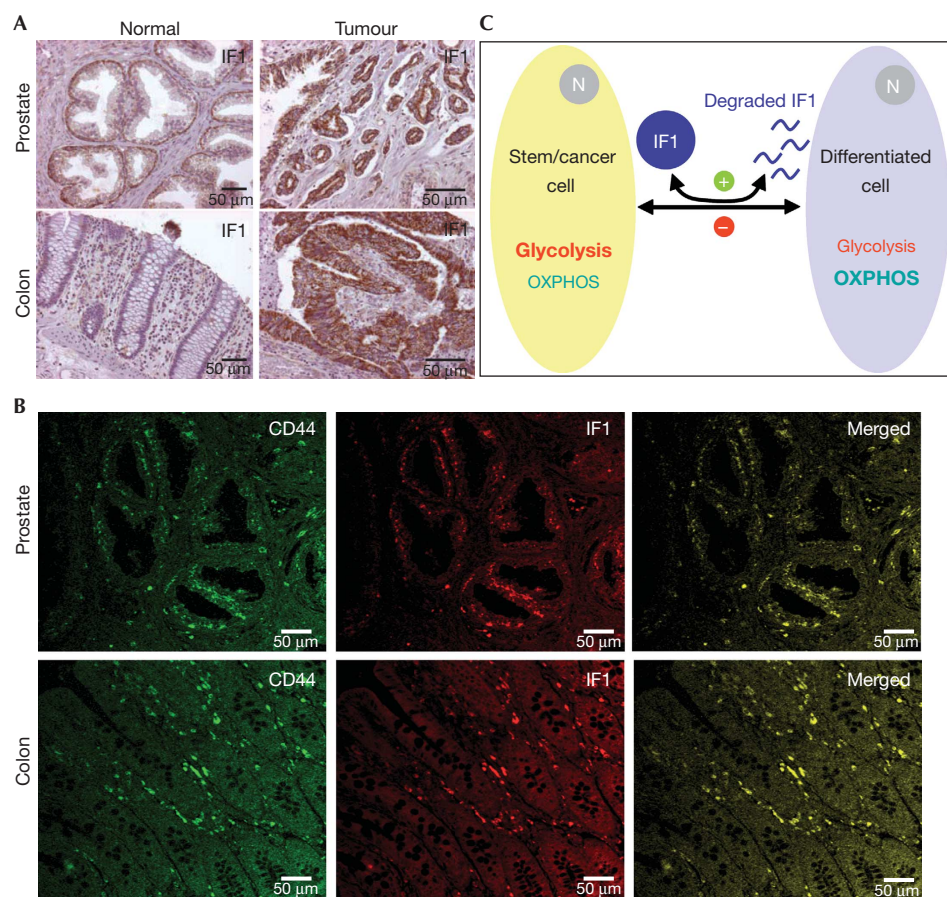 A
Normal
Tumour
Prostate
IF1
50 μm
IF1
50 μm
Colon
IF1
50 μm
IF1
50 μm
C
N
Stem/cancer
cell
Glycolysis
OXPHOS
IF1
Degraded IF1
+
−
N
Differentiated
cell
Glycolysis
OXPHOS
B
Prostate
CD44
50 μm
IF1
50 μm
Merged
50 μm
Colon
CD44
50 μm
IF1
50 μm
Merged
50 μm